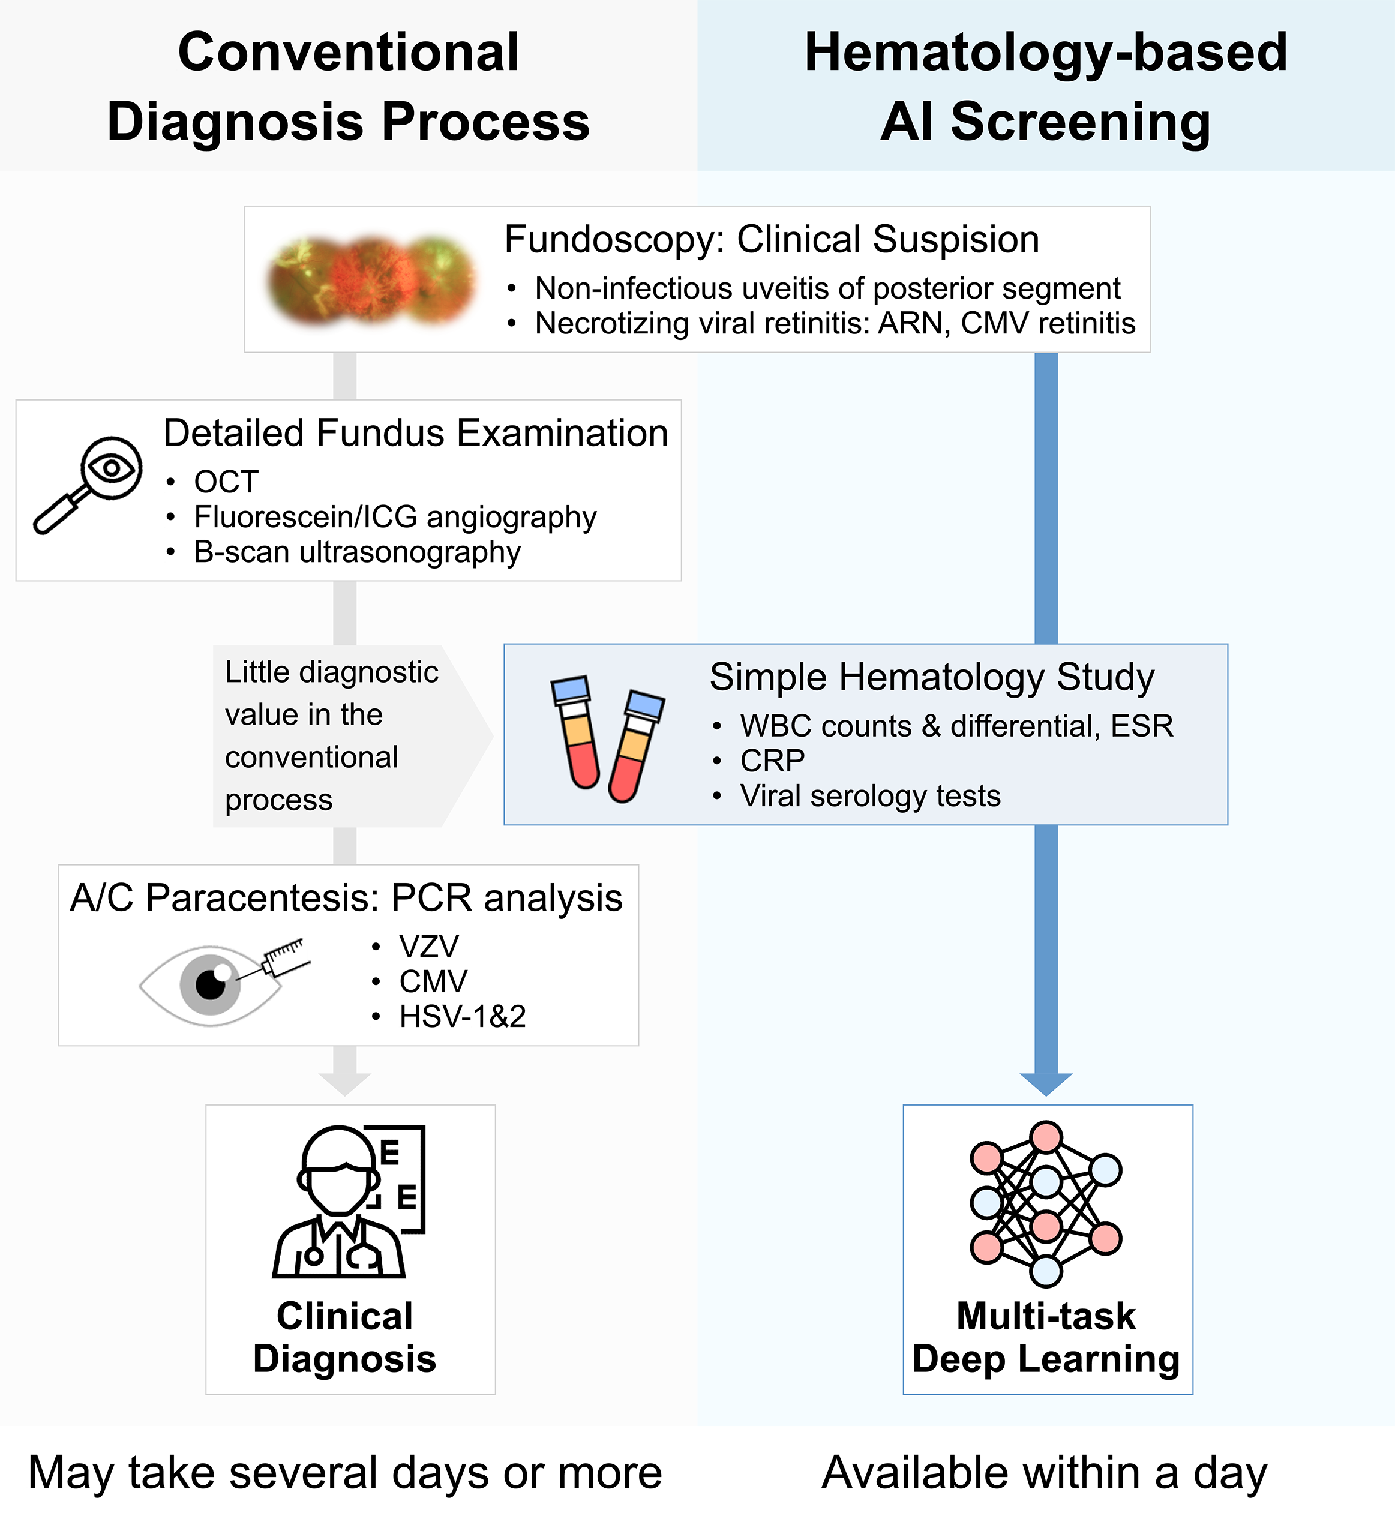 Conventional
Diagnosis Process
Hematology-based
AI Screening
Fundoscopy: Clinical Suspision
• Non-infectious uveitis of posterior segment
• Necrotizing viral retinitis: ARN, CMV retinitis
Detailed Fundus Examination
• OCT
• Fluorescein/ICG angiography
• B-scan ultrasonography
Little diagnostic
value in the
conventional
process
Simple Hematology Study
• WBC counts & differential, ESR
• CRP
• Viral serology tests
A/C Paracentesis: PCR analysis
• VZV
• CMV
• HSV-1&2
E
E
Clinical
Diagnosis
Multi-task
Deep Learning
May take several days or more
Available within a day